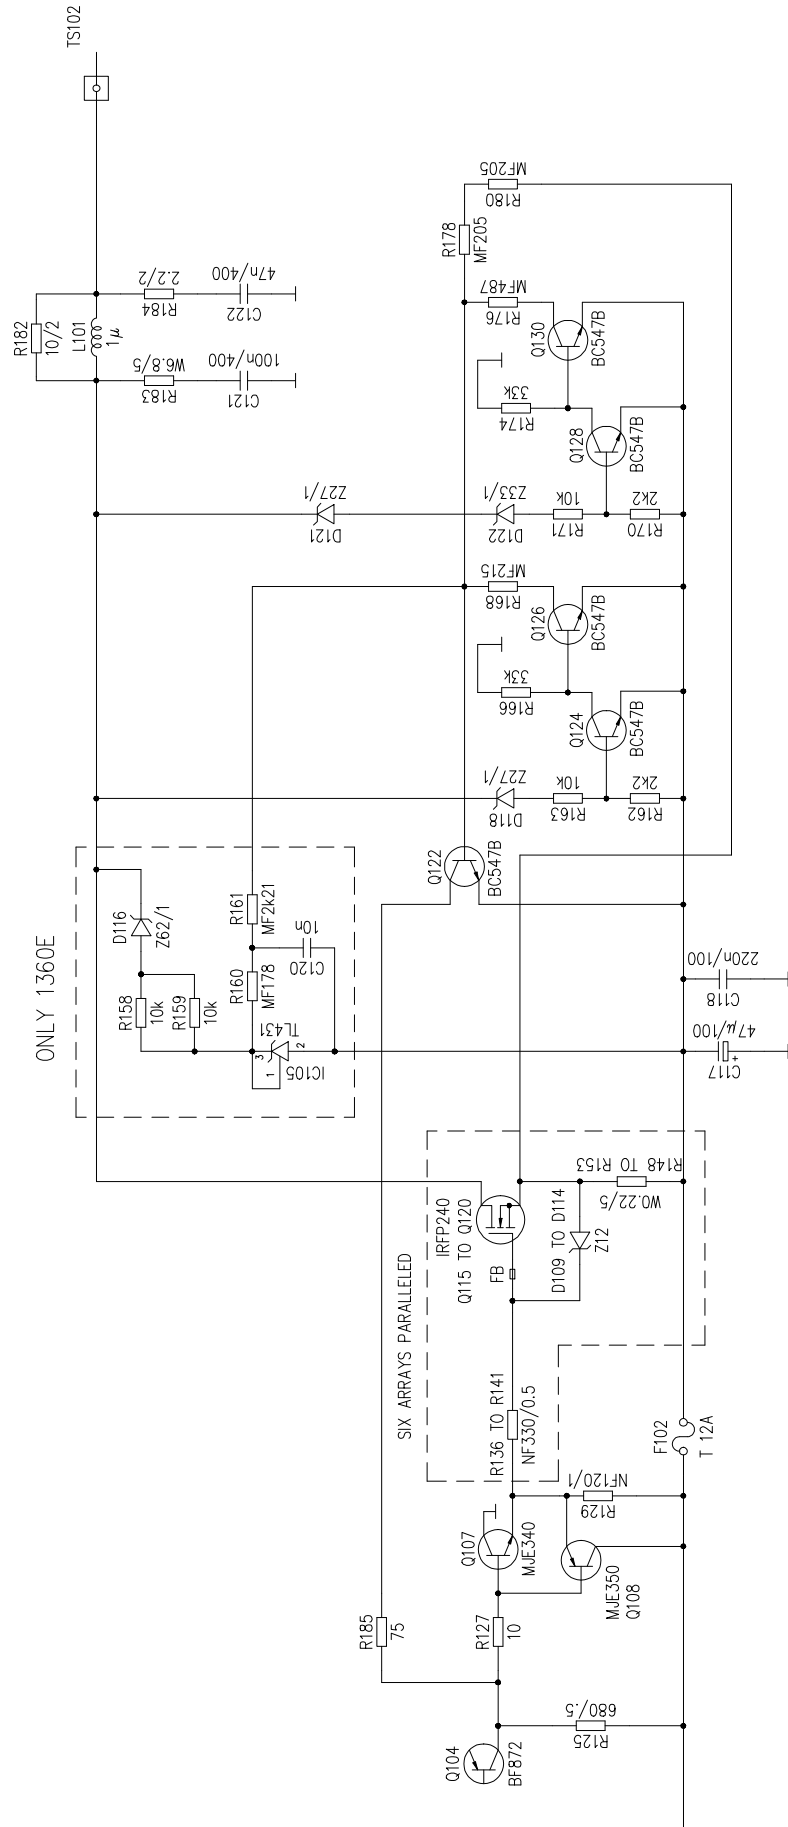 TS102
R182
10/2
L101
1µ
2.2/2
R184
47n/400
C122
W6.8/5
R183
100n/400
C121
MF205
R180
R178
MF205
MF487
R176
Q130
BC547B
33k
R174
Q128
BC547B
Z27/1
D121
Z33/1
D122
10k
R171
2k2
R170
MF215
R168
Q126
BC547B
33k
R166
Q124
BC547B
Z27/1
D118
10k
R163
2k2
R162
Q122
BC547B
ONLY 1360E
D116
Z62/1
R158
10k
R159
10k
R161
MF2k21
R160
MF178
10n
C120
TL431
3
2
1
IC105
220n/100
C118
47µ/100
C117
+
SIX ARRAYS PARALLELED
IRFP240
Q115 TO Q120
FB
D109 TO D114
Z12
R148 TO R153
W0.22/5
R136 TO R141
NF330/0.5
F102
T 12A
Q107
MJE340
NF120/1
R129
MJE350
Q108
R185
75
R127
10
680/.5
R125
Q104
BF872